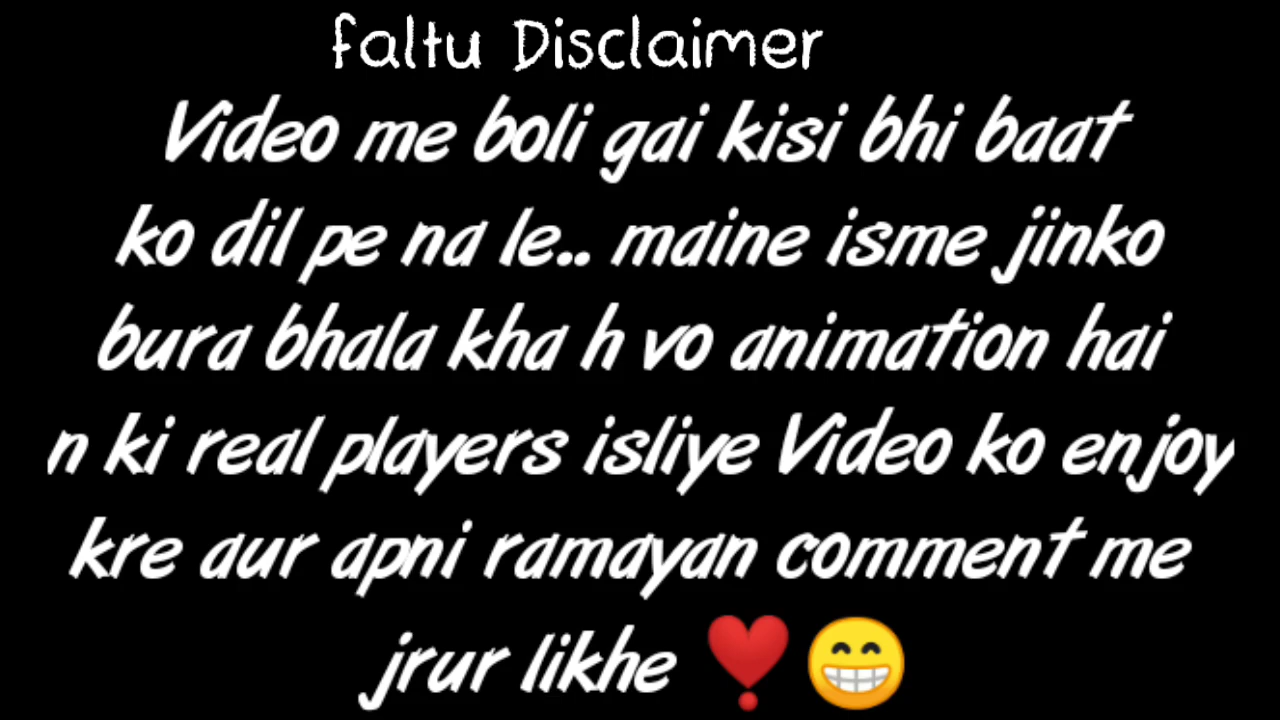 faltu Disclaimer
Video me boli gai kisi bhi baat
ko dil pe na le.. maine isme jinko
bura bhala kha h vo animation hai
n ki real players isliye Video ko enjoy
kre aur apni ramayan comment me
jrur likhe ❣️😁